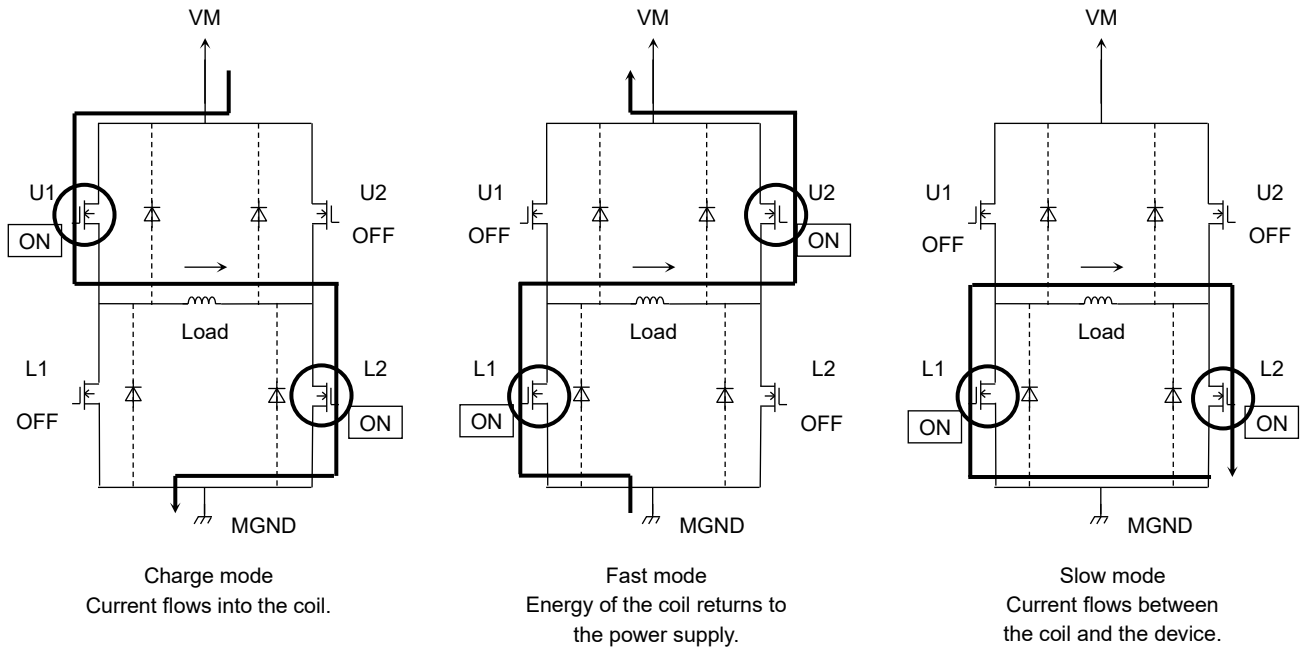 VM
U1
ON
U2
OFF
Load
L1
OFF
L2
ON
MGND
Charge mode
Current flows into the coil.
VM
U1
OFF
U2
ON
Load
L1
ON
L2
OFF
MGND
Fast mode
Energy of the coil returns to
the power supply.
VM
U1
OFF
U2
OFF
Load
L1
ON
L2
ON
MGND
Slow mode
Current flows between
the coil and the device.